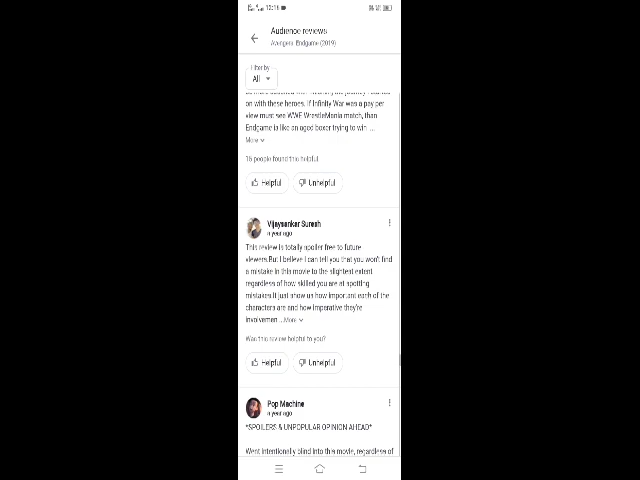 12:16
Audience reviews
Avengers: Endgame (2019)
Filter by
All
on with these heroes. If Infinity War was a pay per
view must see WWE WrestleMania match, than
Endgame is like an aged boxer trying to win ...
More
15 people found this helpful
Helpful Unhelpful
Vijaysankar Suresh
a year ago
This review is totally spoiler free to future
viewers.But I believe I can tell you that you won't find
a mistake in this movie to the slightest extent
regardless of how skilled you are at spotting
mistakes.It just show us how important each of the
characters are and how imperative they're
involvemen ...More
Was this review helpful to you?
Helpful Unhelpful
Pop Machine
a year ago
*SPOILERS & UNPOPULAR OPINION AHEAD*
Went intentionally blind into this movie, regardless of